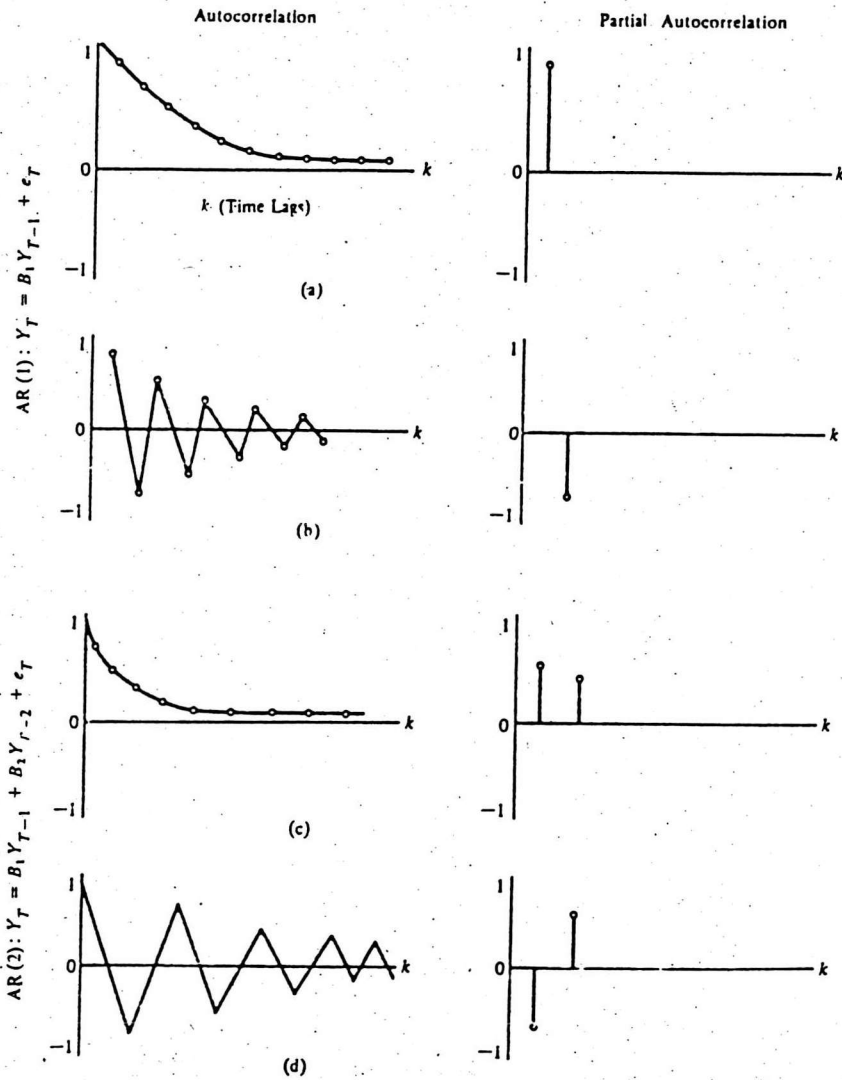 Autocorrelation
Partial Autocorrelation
AR(1): Y_T = B_1 Y_{T-1} + e_T
1
0
-1
k
k (Time Lags)
1
0
-1
k
(a)
1
0
-1
k
1
0
-1
k
(b)
AR(2): Y_T = B_1 Y_{T-1} + B_2 Y_{T-2} + e_T
1
0
-1
k
1
0
-1
k
(c)
1
0
-1
k
1
0
-1
k
(d)